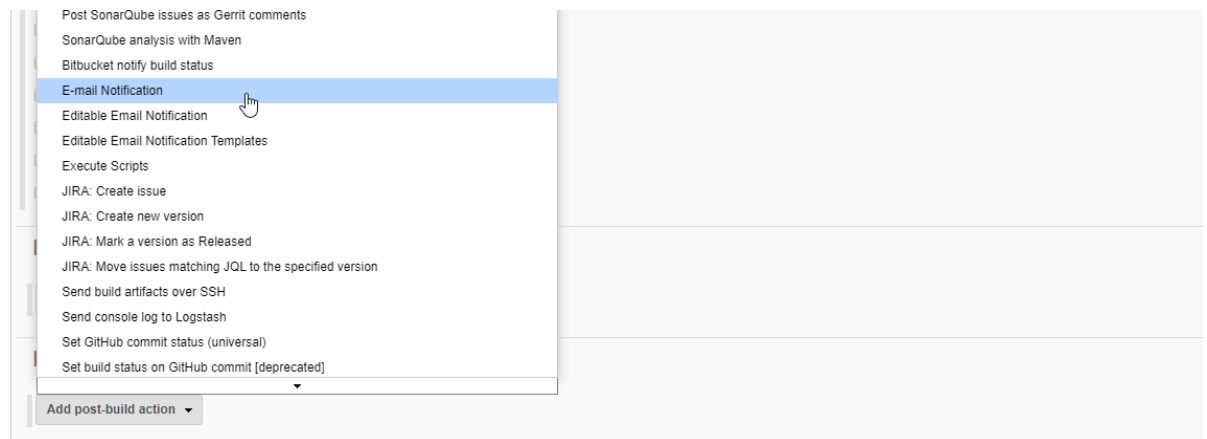 Post SonarQube issues as Gerrit comments
SonarQube analysis with Maven
Bitbucket notify build status
E-mail Notification
Editable Email Notification
Editable Email Notification Templates
Execute Scripts
JIRA: Create issue
JIRA: Create new version
JIRA: Mark a version as Released
JIRA: Move issues matching JQL to the specified version
Send build artifacts over SSH
Send console log to Logstash
Set GitHub commit status (universal)
Set build status on GitHub commit [deprecated]
Add post-build action